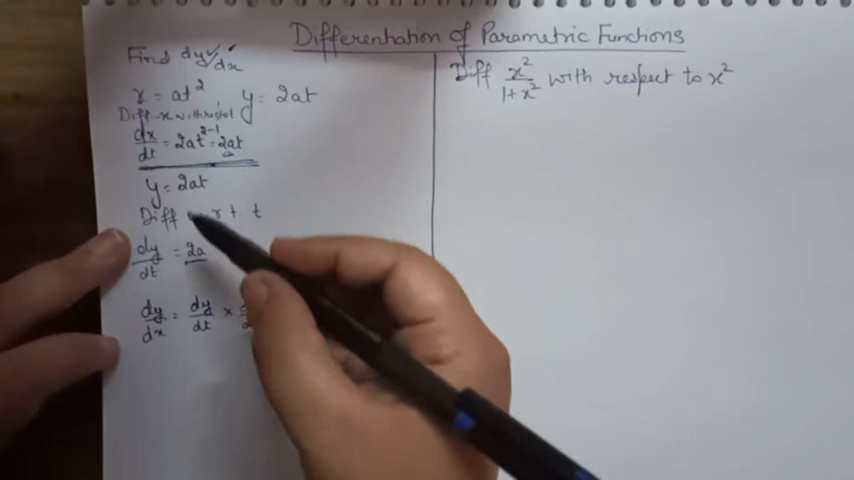 Differentiation of Parametric Functions
Find dy/dx
x = at² y = 2at
Diff x with
dx/dt = 2at²⁻¹ = 2at
y = 2at
Diff r t t
dy/dt = 2a
dy/dx = dy/dt ×
Diff x²/1+x² with respect to x²